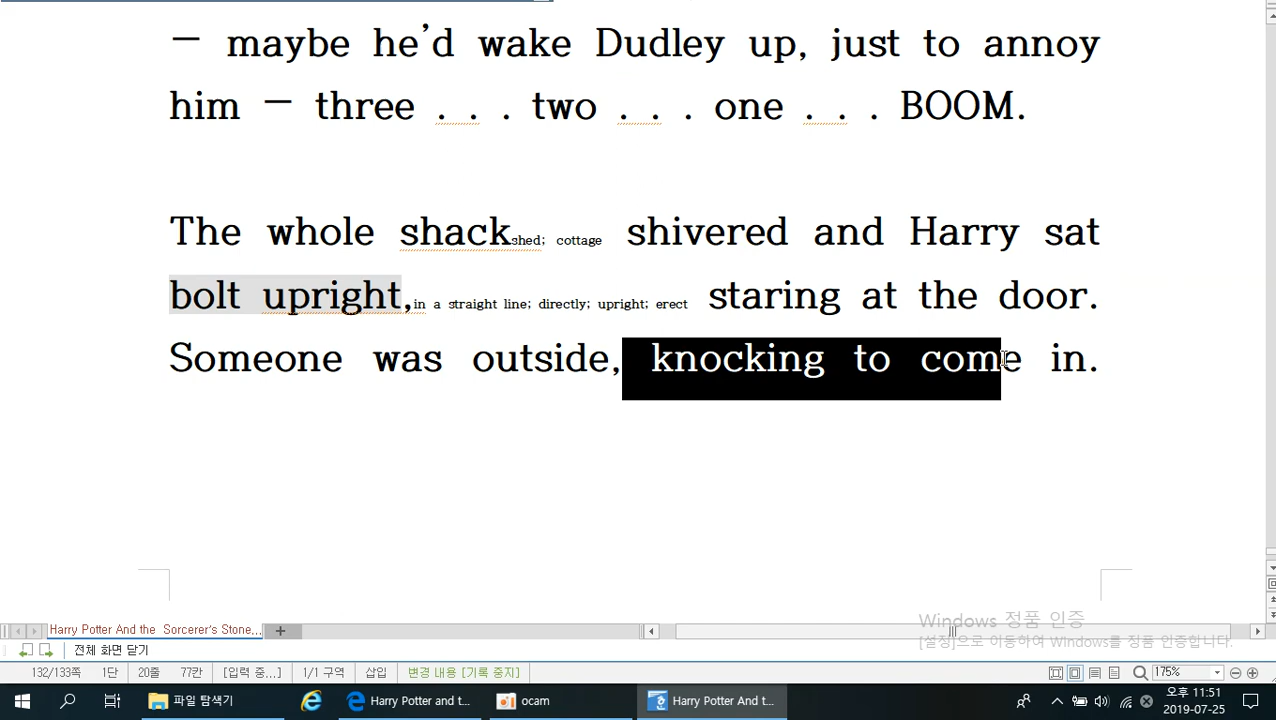 – maybe he’d wake Dudley up, just to annoy
him – three . . . two . . . one . . . BOOM.
The whole shack shed; cottage shivered and Harry sat
bolt upright, in a straight line; directly; upright; erect staring at the door.
Someone was outside, knocking to come in.
Windows 정품 인증
[설정]으로 이동하여 Windows를 정품 인증합니다.
Harry Potter And the Sorcerer's Stone...
전체 화면 닫기
132/133쪽 1단 20줄 77칸 [입력 중...] 1/1 구역 삽입 변경 내용 [기록 중지] 175%
파일 탐색기 Harry Potter and t... ocam Harry Potter And t...
오후 11:51
2019-07-25